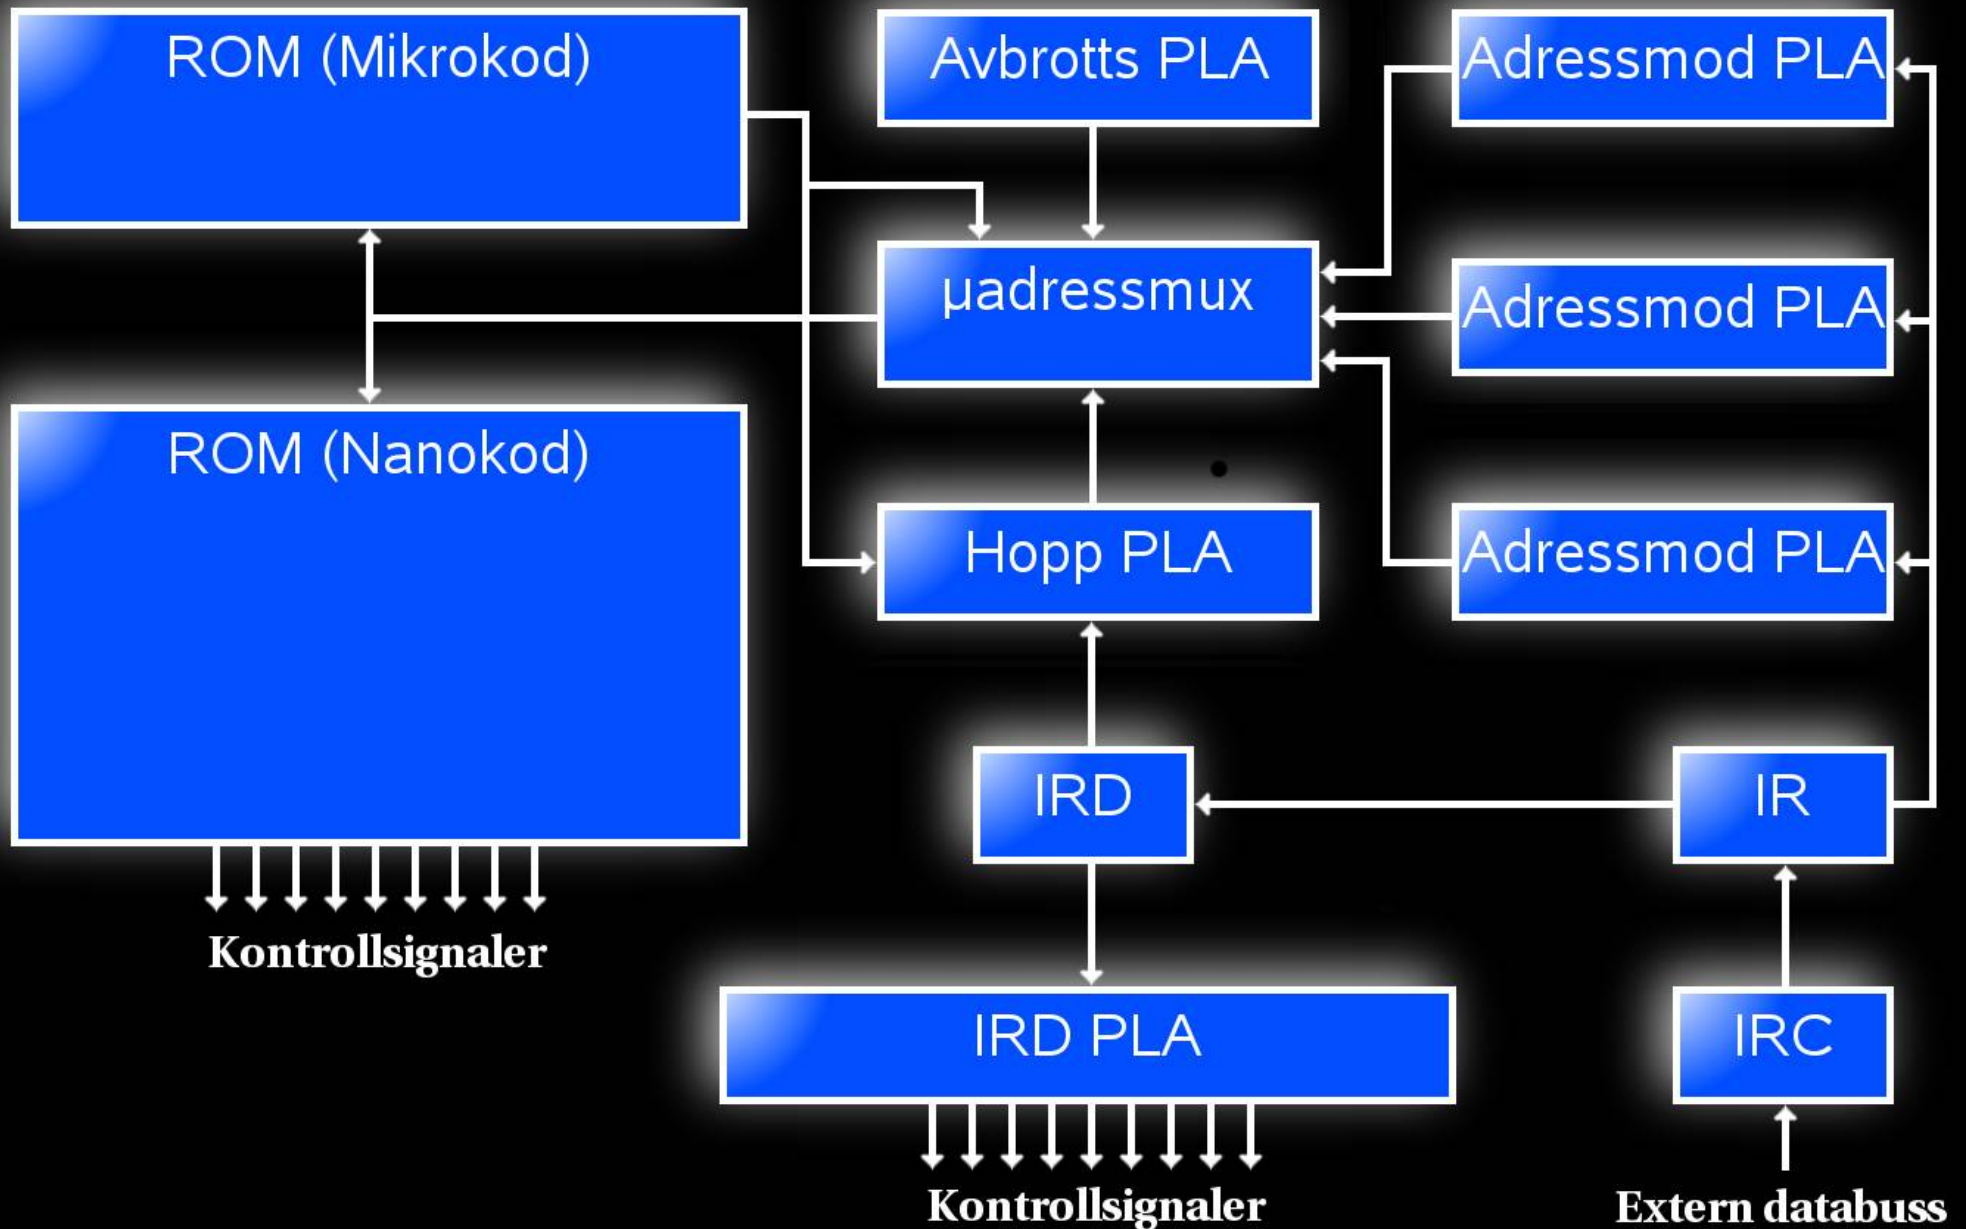 ROM (Mikrokod)
Avbrotts PLA
Adressmod PLA
µadressmux
Adressmod PLA
ROM (Nanokod)
Hopp PLA
Adressmod PLA
IRD
IR
Kontrollsignaler
IRD PLA
IRC
Kontrollsignaler
Extern databuss